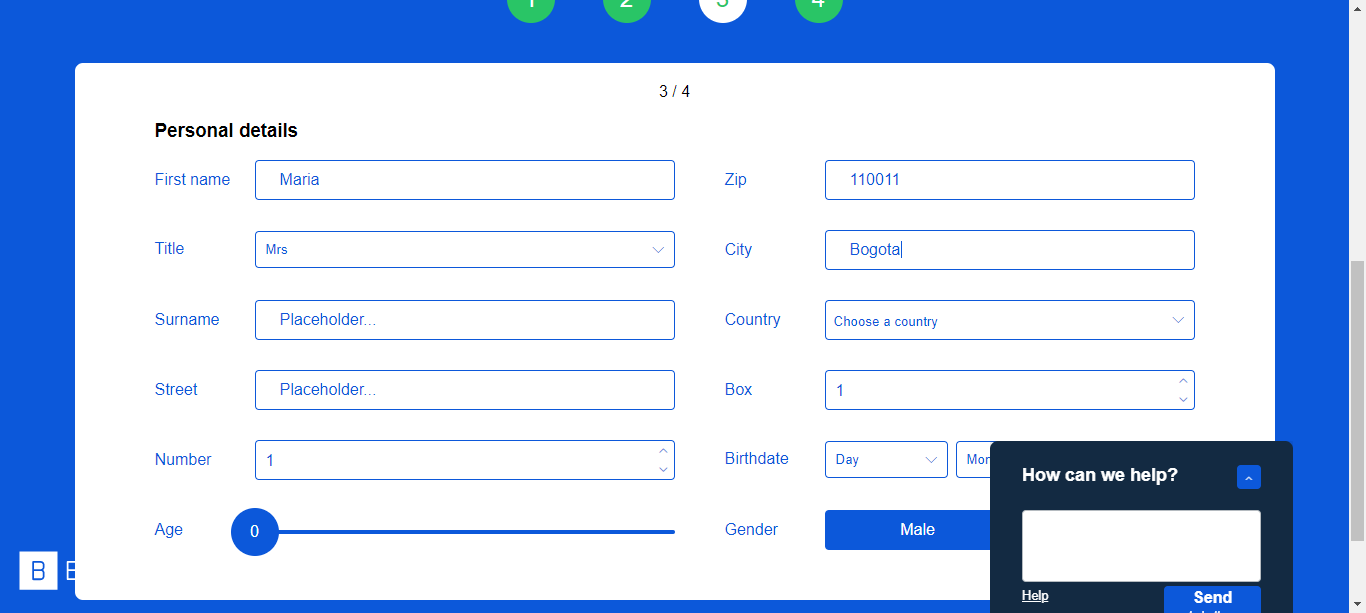 1 2 3 4
3 / 4
Personal details
First name Maria
Zip 110011
Title Mrs
City Bogota
Surname Placeholder...
Country Choose a country
Street Placeholder...
Box 1
Number 1
Birthdate Day Mon
Age 0
Gender Male
How can we help?
Help
Send
B